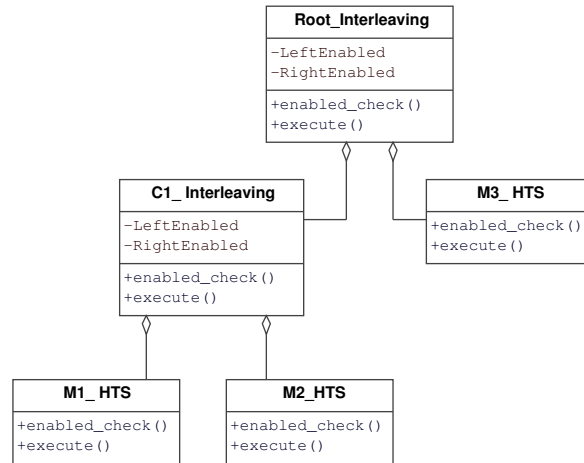 Root_Interleaving
-LeftEnabled
-RightEnabled
+enabled_check()
+execute()
C1_ Interleaving
-LeftEnabled
-RightEnabled
+enabled_check()
+execute()
M3_ HTS
+enabled_check()
+execute()
M1_ HTS
+enabled_check()
+execute()
M2_HTS
+enabled_check()
+execute()